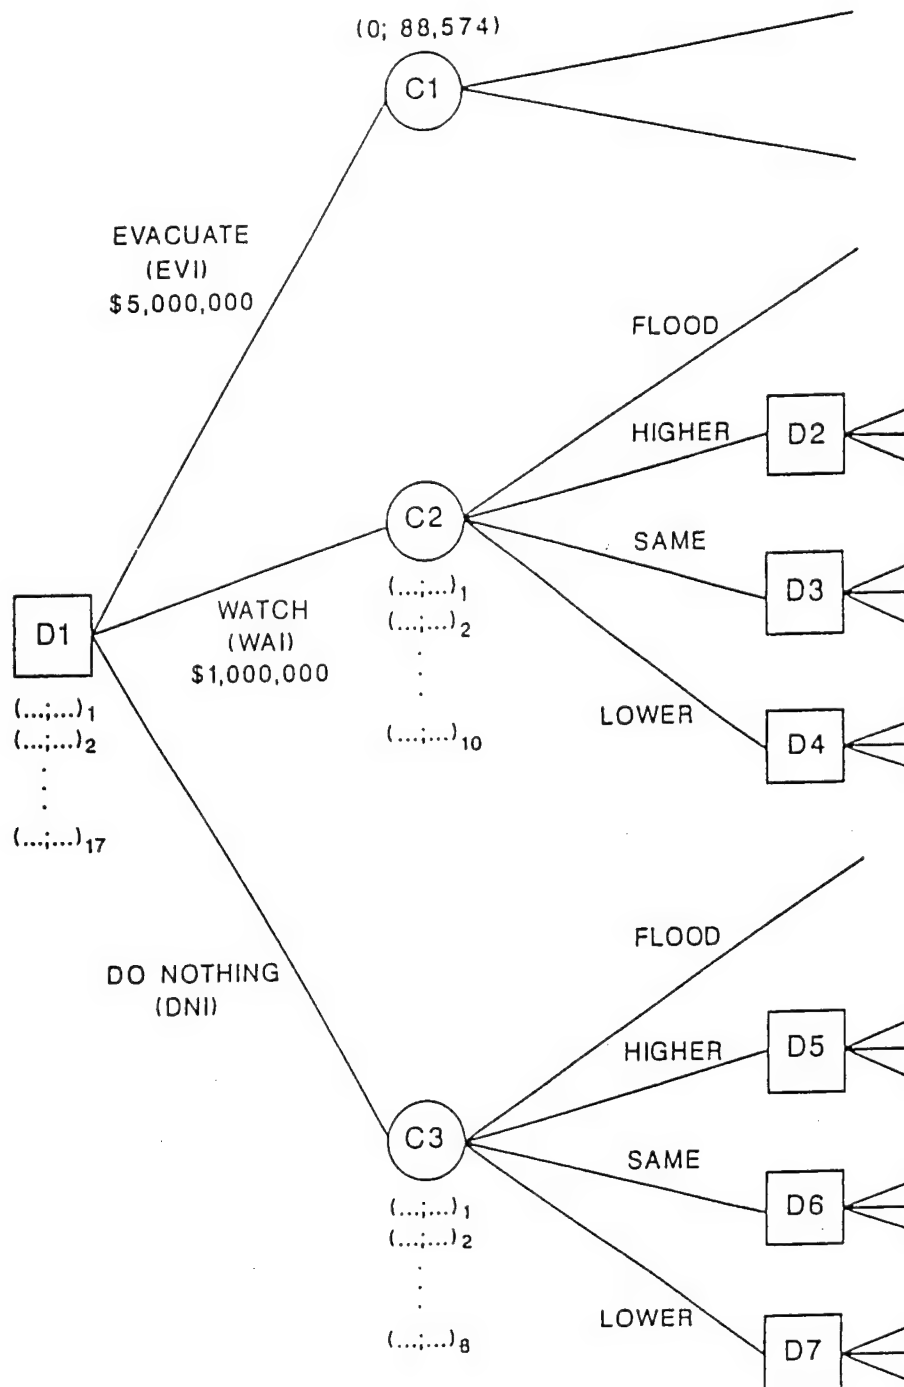 (0; 88,574)
C1
EVACUATE
(EVI)
$5,000,000
FLOOD
HIGHER
D2
C2
SAME
(...;...)1
(...;...)2
.
.
.
(...;...)10
D3
WATCH
(WAI)
$1,000,000
D1
(...;...)1
(...;...)2
.
.
.
(...;...)17
LOWER
D4
FLOOD
DO NOTHING
(DNI)
HIGHER
D5
C3
SAME
(...;...)1
(...;...)2
.
.
.
(...;...)8
D6
LOWER
D7